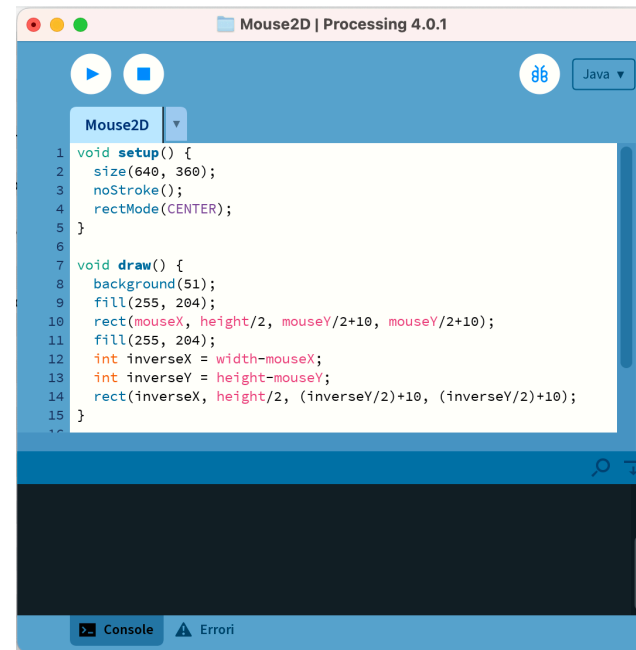 Mouse2D | Processing 4.0.1
Java ▼
Mouse2D ▼
1 void setup() {
2   size(640, 360);
3   noStroke();
4   rectMode(CENTER);
5 }
6
7 void draw() {
8   background(51);
9   fill(255, 204);
10   rect(mouseX, height/2, mouseY/2+10, mouseY/2+10);
11   fill(255, 204);
12   int inverseX = width-mouseX;
13   int inverseY = height-mouseY;
14   rect(inverseX, height/2, (inverseY/2)+10, (inverseY/2)+10);
15 }
16
Console Errori